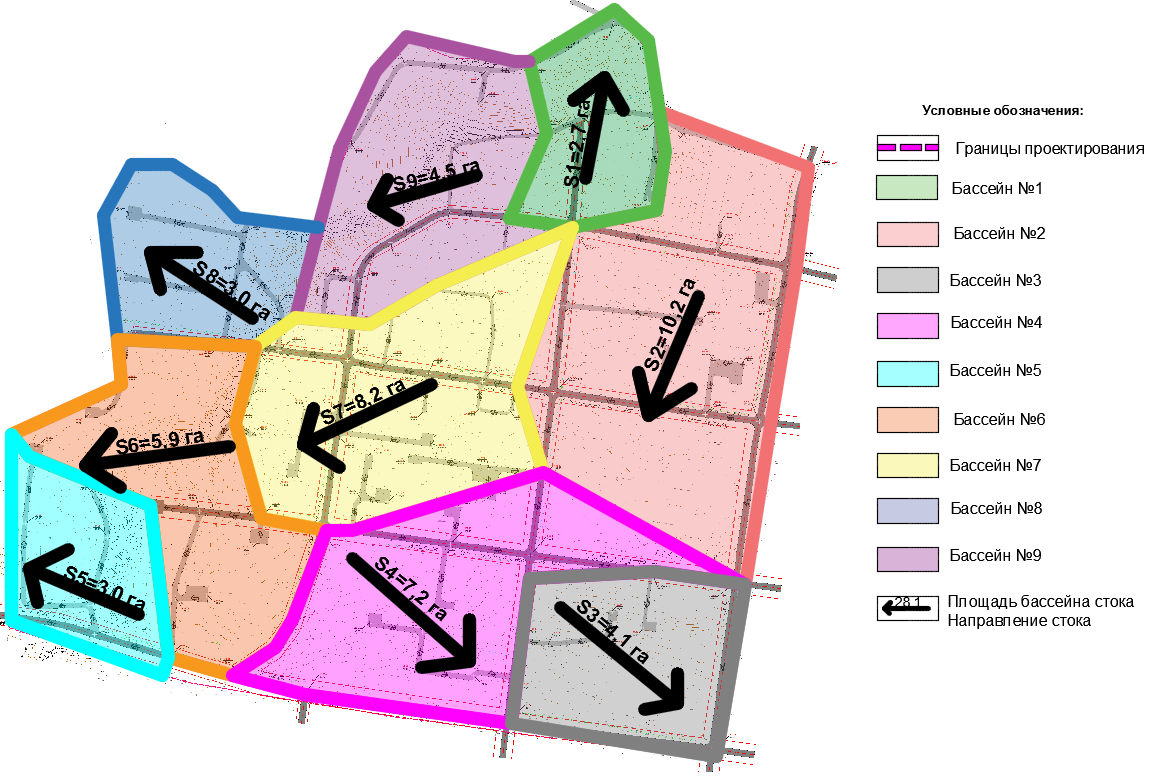 S1=2,7 га
S9=4,5 га
S8=3,0 га
S2=10,2 га
S7=8,2 га
S6=5,9 га
S5=3,0 га
S4=7,2 га
S3=4,1 га
Условные обозначения:
Границы проектирования
Бассейн №1
Бассейн №2
Бассейн №3
Бассейн №4
Бассейн №5
Бассейн №6
Бассейн №7
Бассейн №8
Бассейн №9
28,1
Площадь бассейна стока
Направление стока